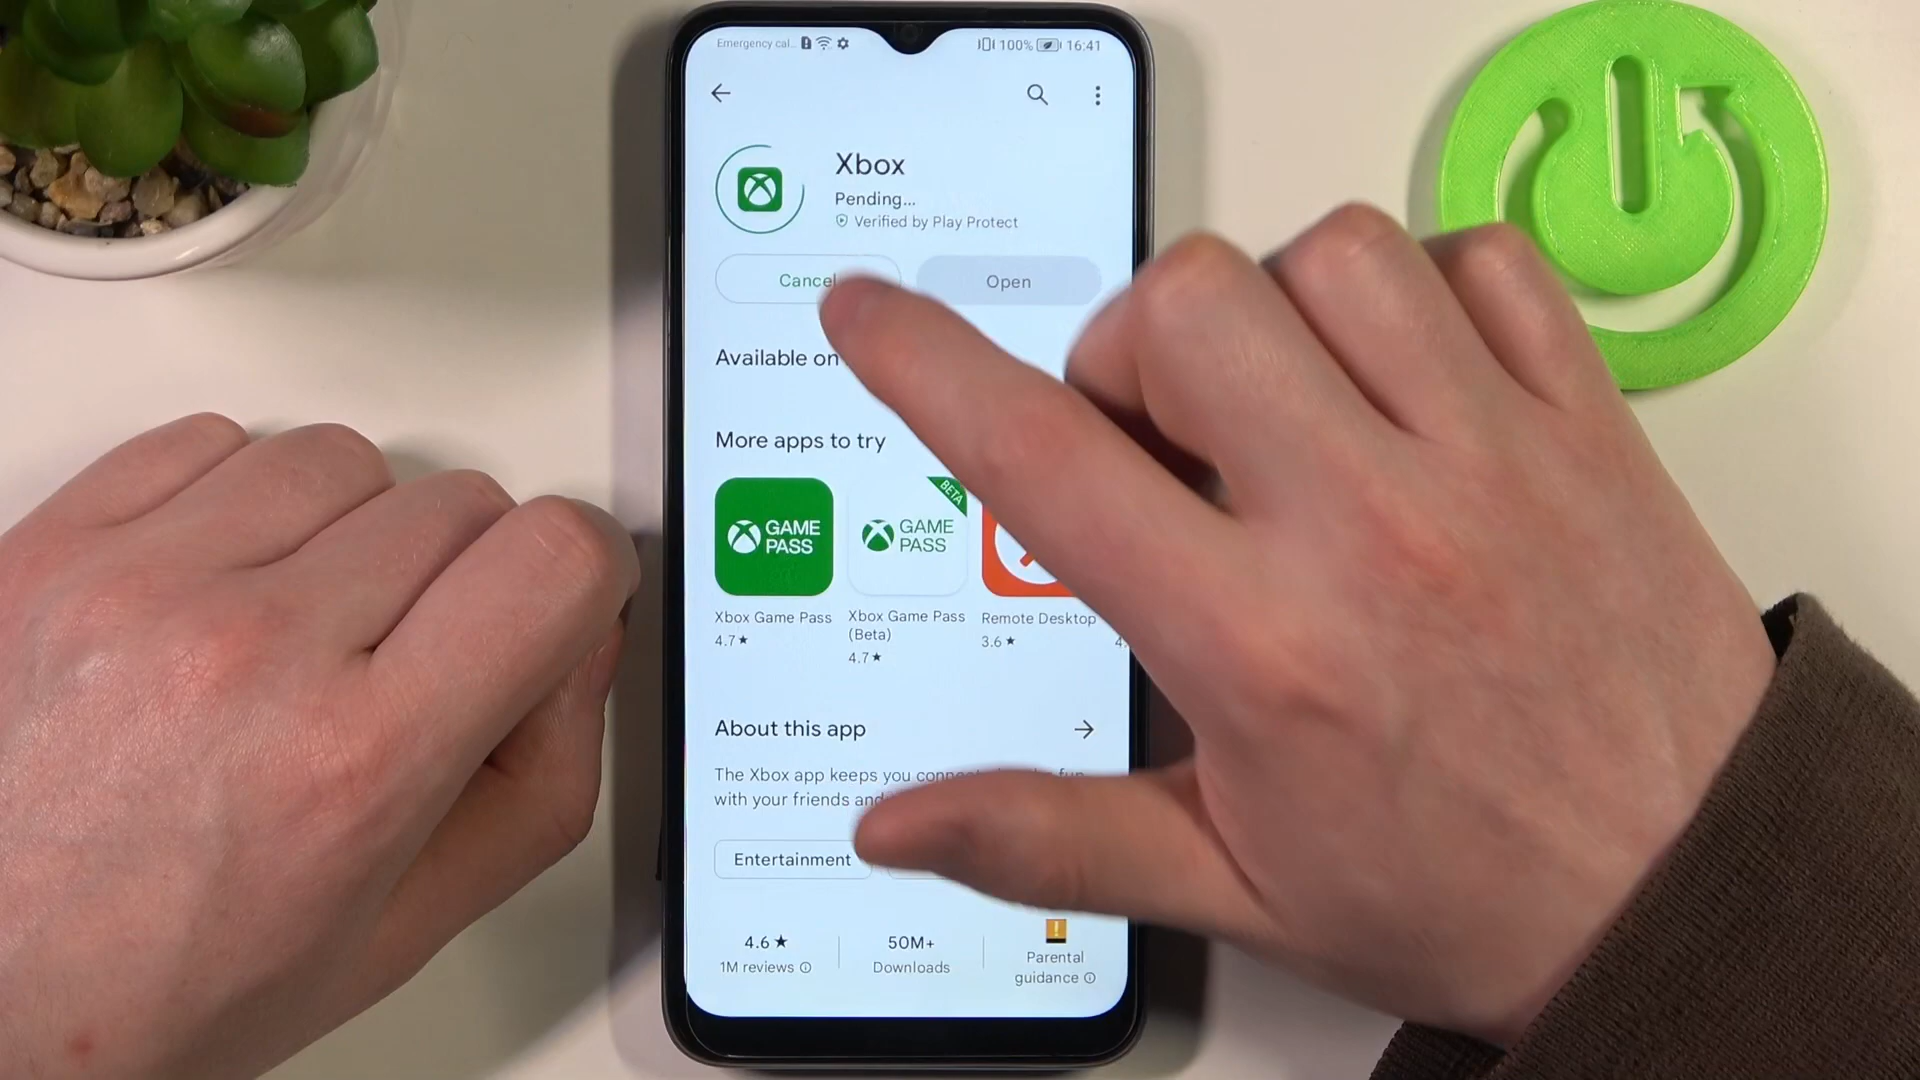 Emergency cal... 100% 16:41
Xbox
Pending...
Verified by Play Protect
Cancel Open
Available on
More apps to try
GAME PASS
BETA
GAME PASS
Xbox Game Pass
4.7★
Xbox Game Pass (Beta)
4.7★
Remote Desktop
3.6★
4.
About this app
The Xbox app keeps you
with your friends and
Entertainment
4.6★
1M reviews
50M+
Downloads
!
Parental
guidance